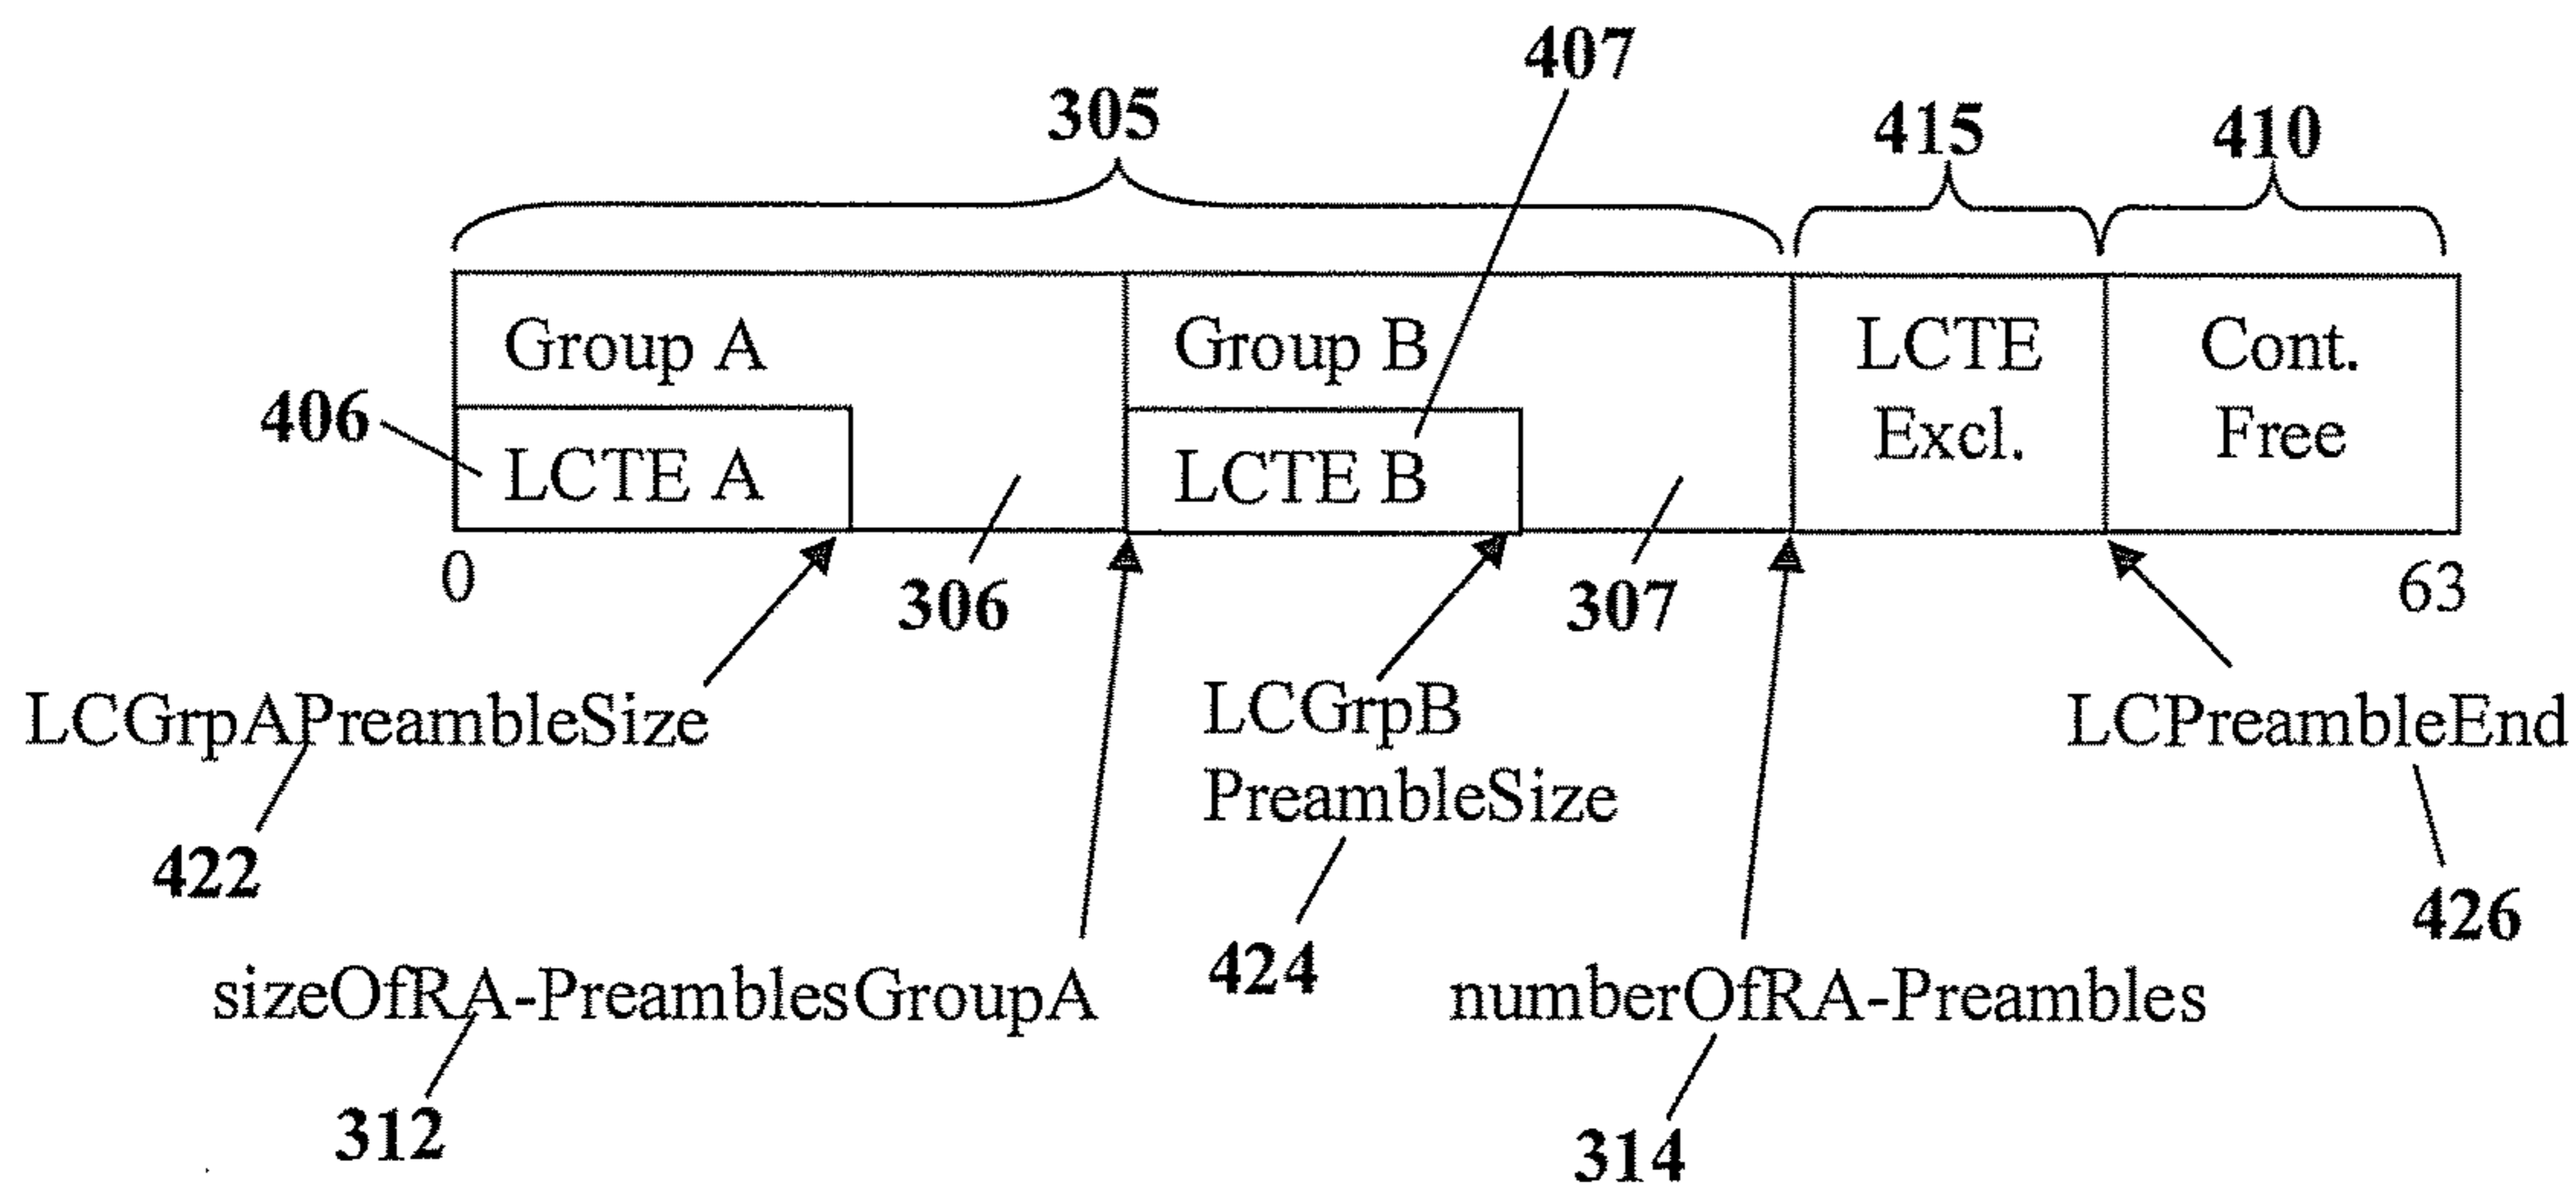 407
305
415
410
Group A
Group B
LCTE
Excl.
Cont.
Free
406
LCTE A
LCTE B
0
306
307
63
LCGrpAPreambleSize
LCGrpB
PreambleSize
LCPreambleEnd
422
424
426
sizeOfRA-PreamblesGroupA
numberOfRA-Preambles
312
314